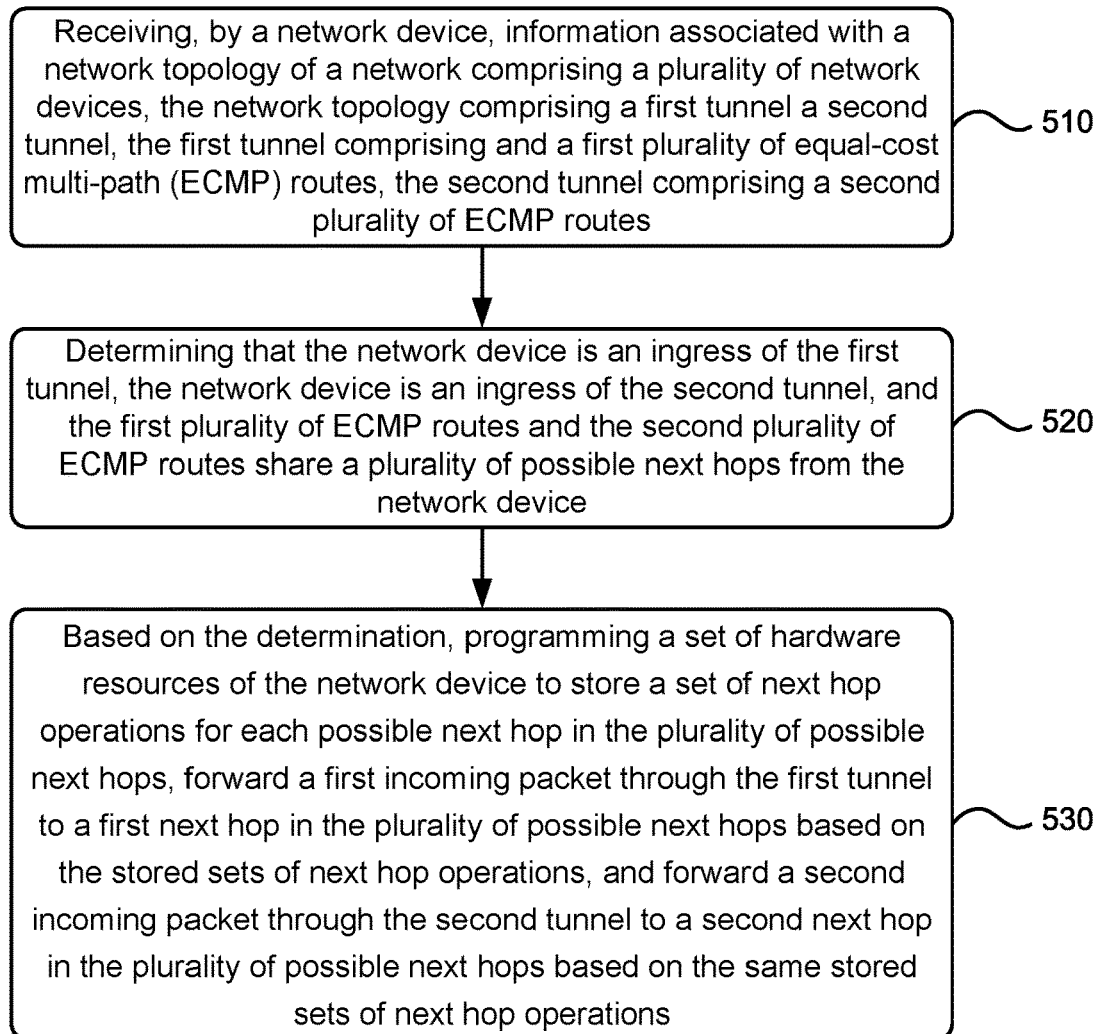 Receiving, by a network device, information associated with a
network topology of a network comprising a plurality of network
devices, the network topology comprising a first tunnel a second
tunnel, the first tunnel comprising and a first plurality of equal-cost
multi-path (ECMP) routes, the second tunnel comprising a second
plurality of ECMP routes
510
Determining that the network device is an ingress of the first
tunnel, the network device is an ingress of the second tunnel, and
the first plurality of ECMP routes and the second plurality of
ECMP routes share a plurality of possible next hops from the
network device
520
Based on the determination, programming a set of hardware
resources of the network device to store a set of next hop
operations for each possible next hop in the plurality of possible
next hops, forward a first incoming packet through the first tunnel
to a first next hop in the plurality of possible next hops based on
the stored sets of next hop operations, and forward a second
incoming packet through the second tunnel to a second next hop
in the plurality of possible next hops based on the same stored
sets of next hop operations
530